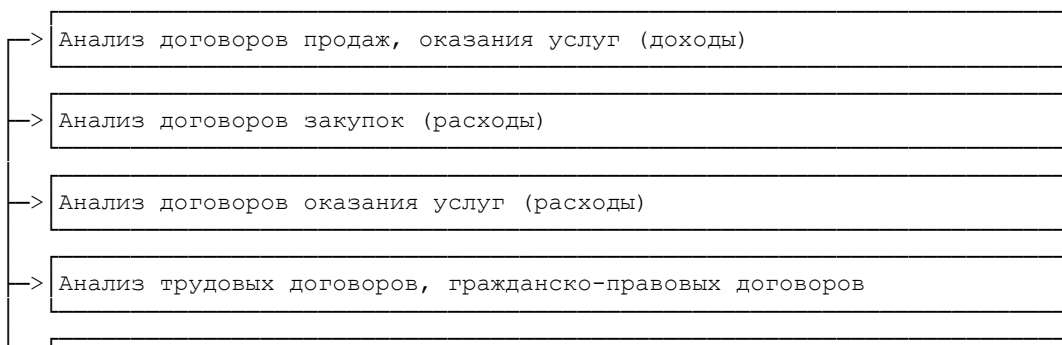 Анализ договоров продаж, оказания услуг (доходы)
Анализ договоров закупок (расходы)
Анализ договоров оказания услуг (расходы)
Анализ трудовых договоров, гражданско-правовых договоров